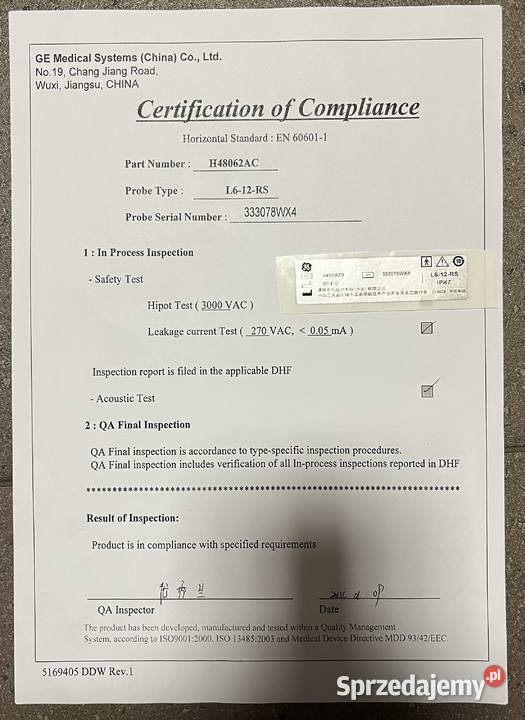 GE Medical Systems (China) Co., Ltd.
No.19, Chang Jiang Road,
Wuxi, Jiangsu, CHINA
Certification of Compliance
Horizontal Standard : EN 60601-1
Part Number : H48062AC
Probe Type : L6-12-RS
Probe Serial Number : 333078WX4
1 : In Process Inspection
- Safety Test
333078WX4
L6-12-RS
IPX7
Hipot Test ( 3000 VAC )
Leakage current Test ( 270 VAC, < 0.05 mA )
Inspection report is filed in the applicable DHF
- Acoustic Test
2 : QA Final Inspection
QA Final inspection is accordance to type-specific inspection procedures.
QA Final inspection includes verification of all In-process inspections reported in DHF
Result of Inspection:
Product is in compliance with specified requirements
QA Inspector
Date
The product has been developed, manufactured and tested within a Quality Management
System, according to ISO9001:2000, ISO 13485:2003 and Medical Device Directive MDD 93/42/EEC.
5169405 DDW Rev.1
Sprzedajemy.pl